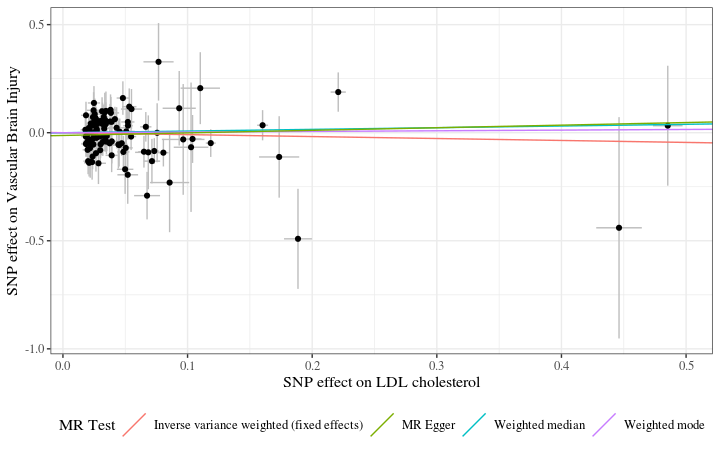 SNP effect on Vascular Brain Injury
0.5
0.0
-0.5
-1.0
0.0 0.1 0.2 0.3 0.4 0.5
SNP effect on LDL cholesterol
MR Test Inverse variance weighted (fixed effects) MR Egger Weighted median Weighted mode